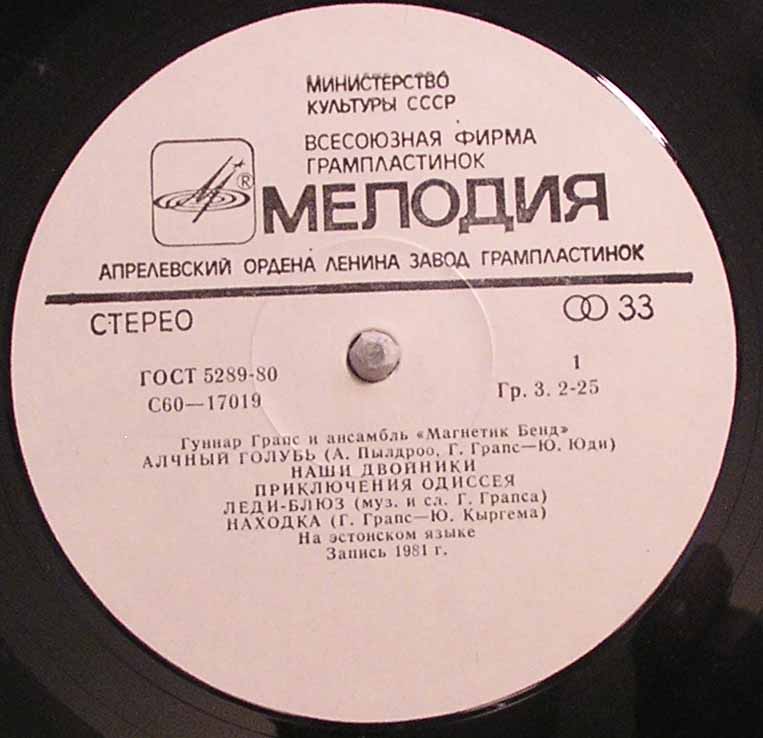 МИНИСТЕРСТВО
КУЛЬТУРЫ СССР
ВСЕСОЮЗНАЯ ФИРМА
ГРАМПЛАСТИНОК
®
МЕЛОДИЯ
АПРЕЛЕВСКИЙ ОРДЕНА ЛЕНИНА ЗАВОД ГРАМПЛАСТИНОК
СТЕРЕО 33
ГОСТ 5289-80 1
С60—17019 Гр. 3. 2-25
Гуннар Грапс и ансамбль «Магнетик Бенд»
АЛЧНЫЙ ГОЛУБЬ (А. Пылдроо, Г. Грапс—Ю. Юди)
НАШИ ДВОЙНИКИ
ПРИКЛЮЧЕНИЯ ОДИССЕЯ
ЛЕДИ-БЛЮЗ (муз. и сл. Г. Грапса)
НАХОДКА (Г. Грапс—Ю. Кыргема)
На эстонском языке
Запись 1981 г.